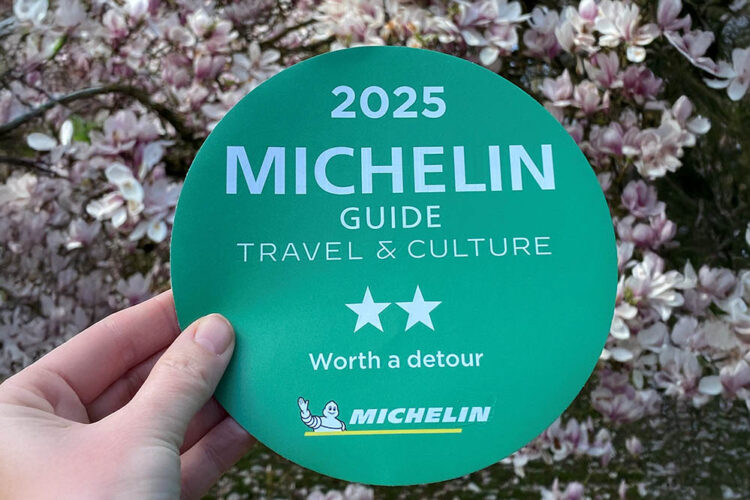 2025
MICHELIN
GUIDE
TRAVEL & CULTURE
Worth a detour
MICHELIN